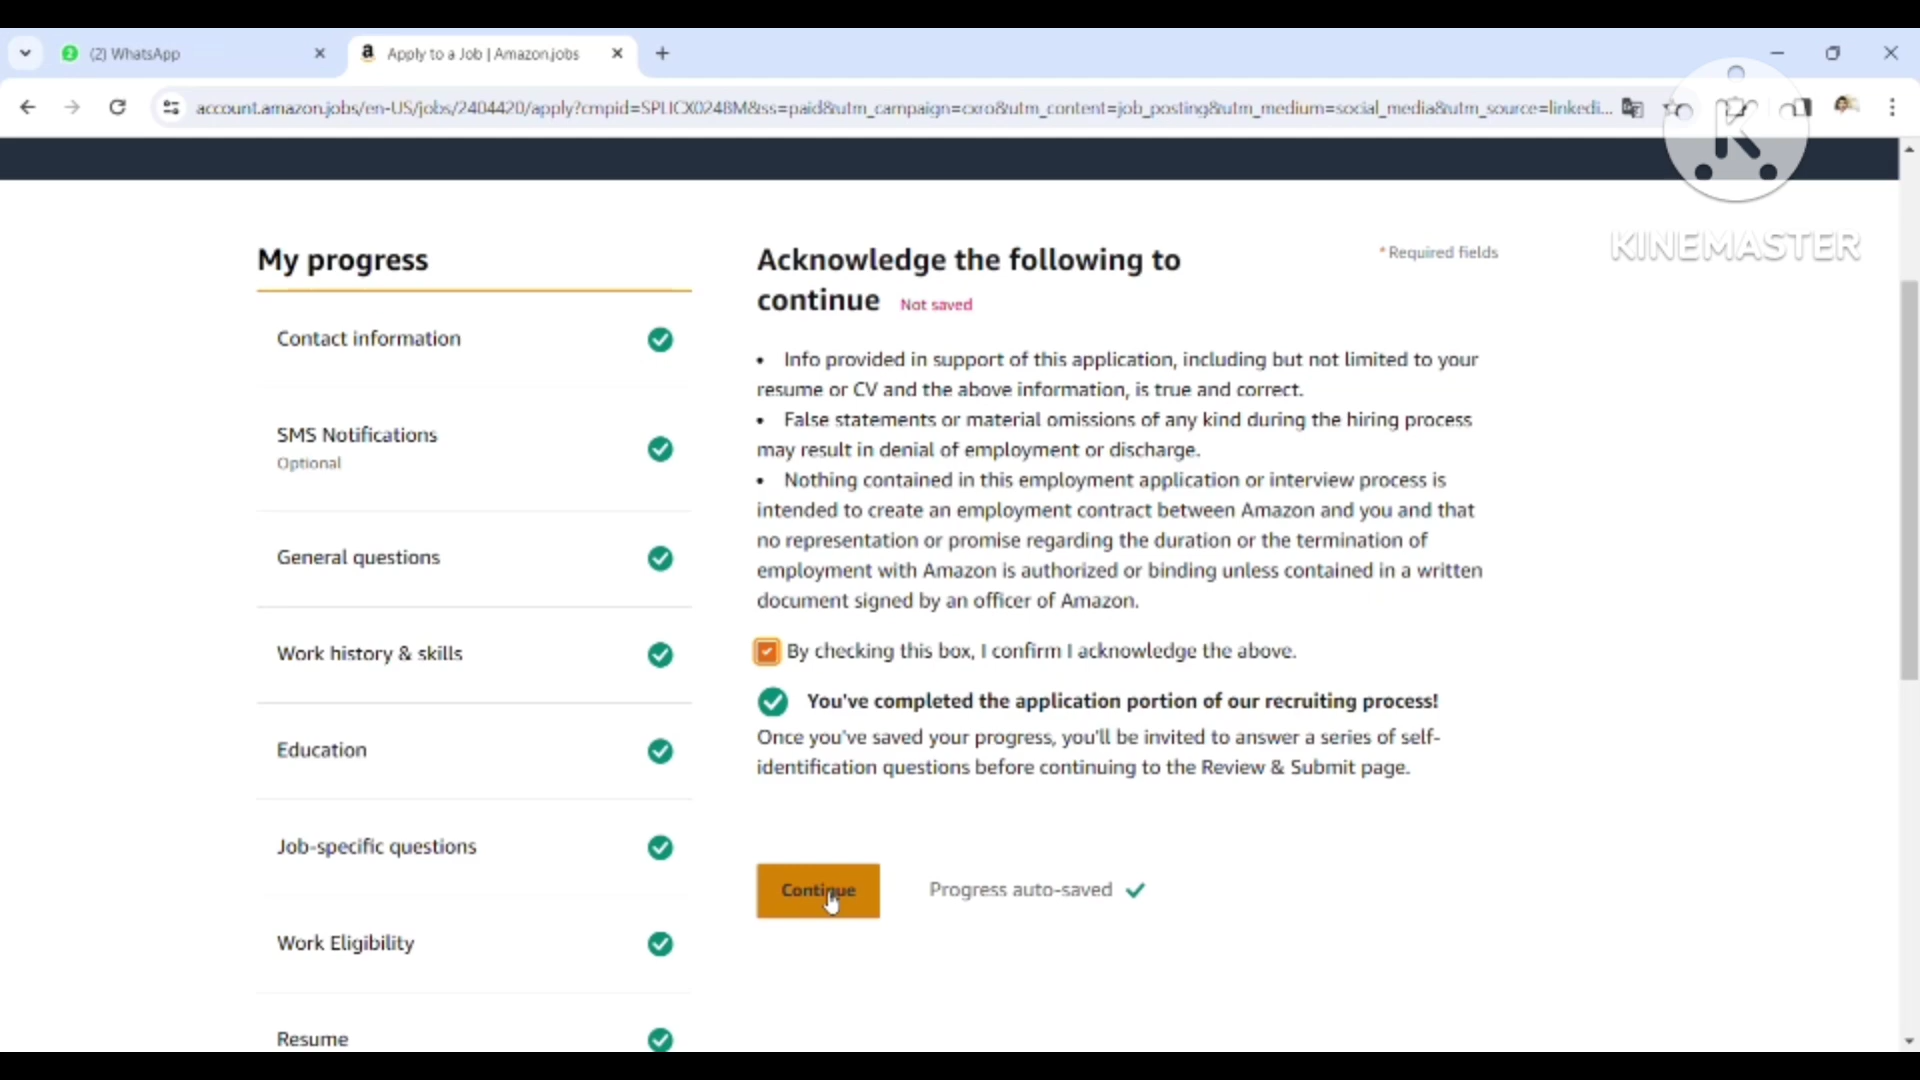 (2) WhatsApp
Apply to a Job | Amazon.jobs
account.amazon.jobs/en-US/jobs/2404420/apply?cmpid=SPLICX0248M&ss=paid&utm_campaign=cxro&utm_content=job_posting&utm_medium=social_media&utm_source=linkedi...
K
KINEMASTER
My progress
Contact information
SMS Notifications
Optional
General questions
Work history & skills
Education
Job-specific questions
Work Eligibility
Resume
Acknowledge the following to
continue Not saved
* Required fields
• Info provided in support of this application, including but not limited to your
resume or CV and the above information, is true and correct.
• False statements or material omissions of any kind during the hiring process
may result in denial of employment or discharge.
• Nothing contained in this employment application or interview process is
intended to create an employment contract between Amazon and you and that
no representation or promise regarding the duration or the termination of
employment with Amazon is authorized or binding unless contained in a written
document signed by an officer of Amazon.
By checking this box, I confirm I acknowledge the above.
You've completed the application portion of our recruiting process!
Once you've saved your progress, you'll be invited to answer a series of self-
identification questions before continuing to the Review & Submit page.
Continue
Progress auto-saved